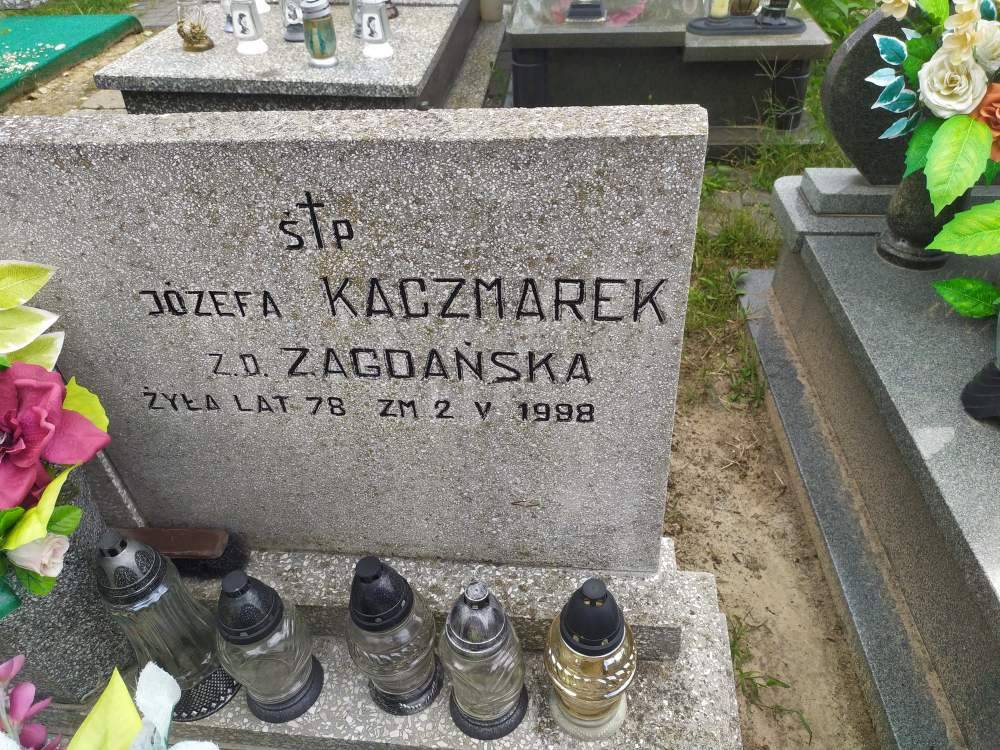 Ś†P
JÓZEFA KACZMAREK
Z.D. ZAGDAŃSKA
ŻYŁA LAT 78 ZM 2 V 1998